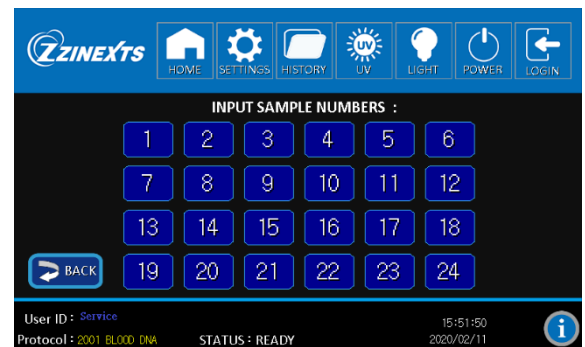 ZINEXTS
HOME SETTINGS HISTORY UV LIGHT POWER LOGIN
INPUT SAMPLE NUMBERS :
1 2 3 4 5 6
7 8 9 10 11 12
13 14 15 16 17 18
BACK 19 20 21 22 23 24
User ID : Service 15:51:50
Protocol : 2001 BLOOD DNA STATUS : READY 2020/02/11